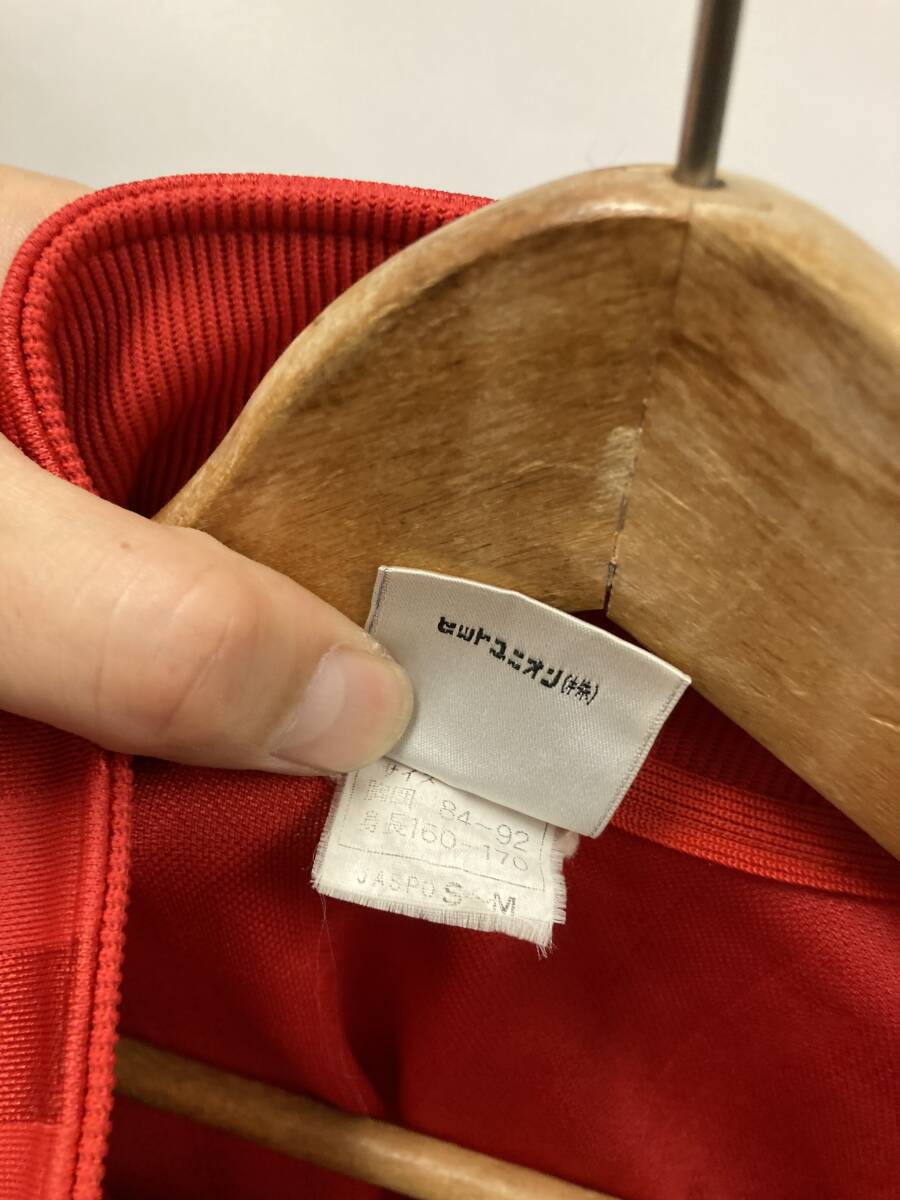 ヒットユニオン(株)
サイズ
胸囲 84~92
身長160~170
JASPO S~M